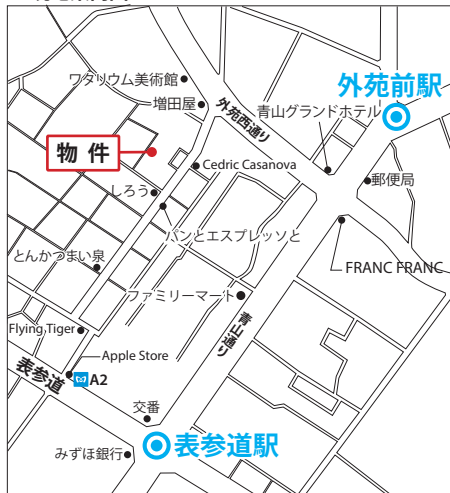 ワタリウム美術館
増田屋
外苑西通り
青山グランドホテル
外苑前駅
物件
Cedric Casanova
郵便局
しろう
パンとエスプレッソと
とんかつまい泉
FRANC FRANC
ファミリーマート
青山通り
Flying Tiger
Apple Store
表参道
A2
交番
表参道駅
みずほ銀行